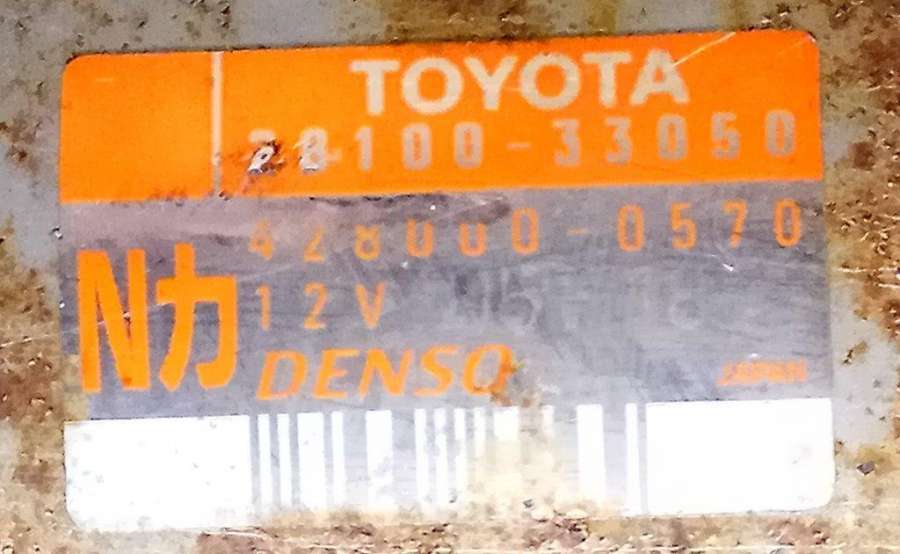 TOYOTA
28100-33050
428000-0570
Nカ
12V
DENSO
JAPAN